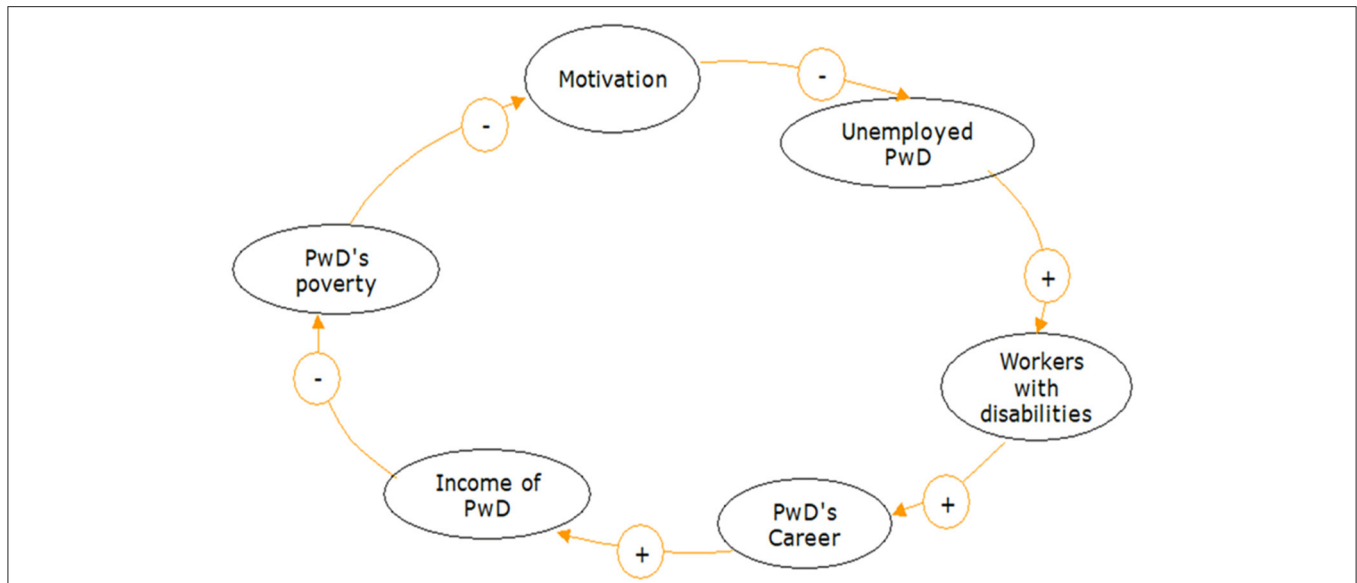 Motivation
-
Unemployed
PwD
+
Workers
with
disabilities
+
PwD's
Career
+
Income of
PwD
-
PwD's
poverty
-